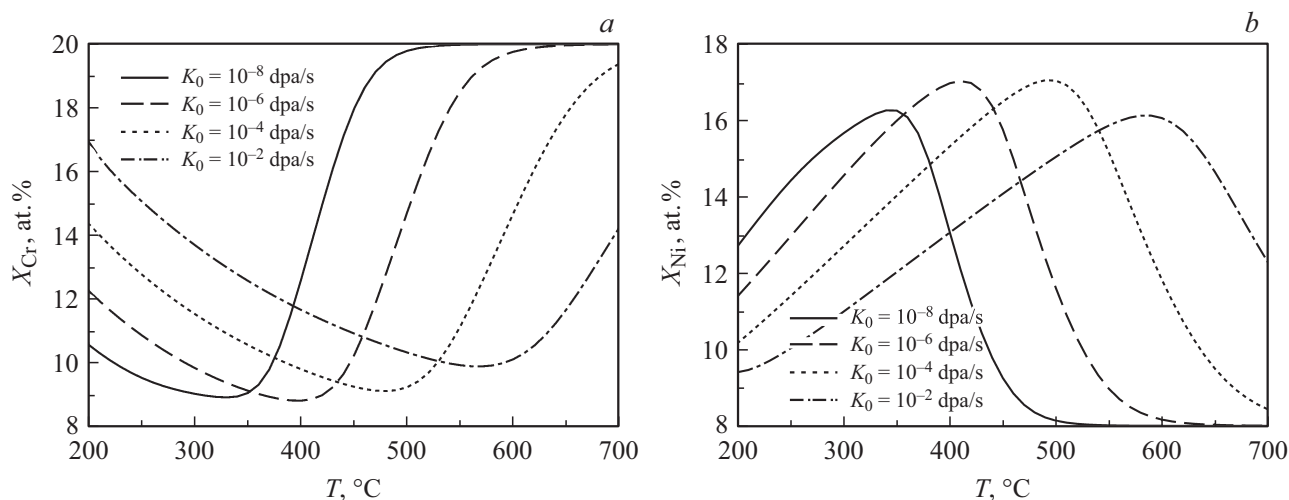 a
20
18
16
14
12
10
8
X_Cr, at. %
K_0 = 10^–8 dpa/s
K_0 = 10^–6 dpa/s
K_0 = 10^–4 dpa/s
K_0 = 10^–2 dpa/s
200 300 400 500 600 700
T, °C
b
18
16
14
12
10
8
X_Ni, at. %
K_0 = 10^–8 dpa/s
K_0 = 10^–6 dpa/s
K_0 = 10^–4 dpa/s
K_0 = 10^–2 dpa/s
200 300 400 500 600 700
T, °C